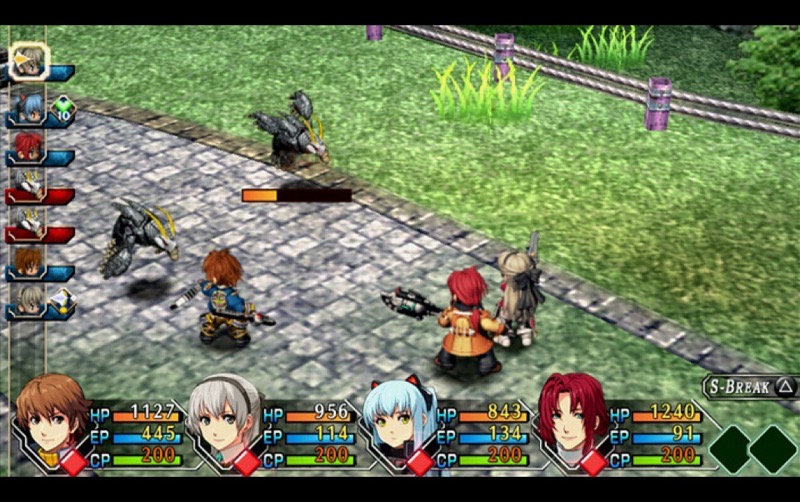 10
S-BREAK
HP 1127 HP 956 HP 843 HP 1240
EP 445 EP 114 EP 134 EP 91
CP 200 CP 200 CP 200 CP 200